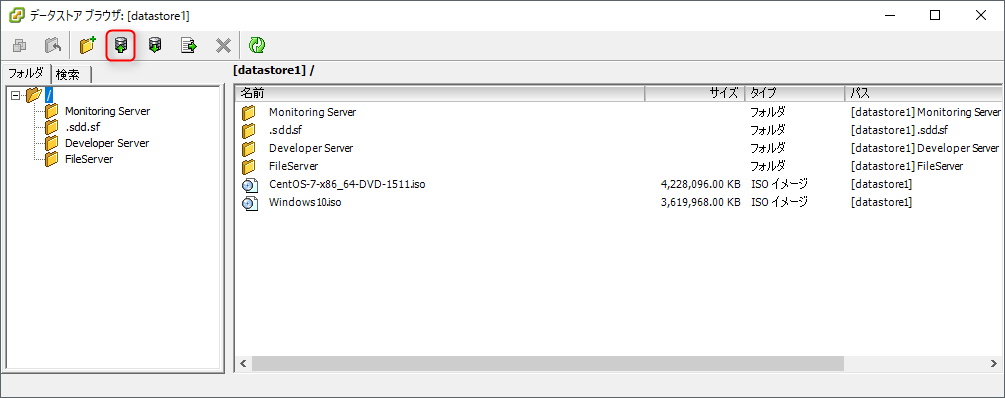 データストア ブラウザ: [datastore1]
フォルダ 検索
[datastore1] /
/
Monitoring Server
.sdd.sf
Developer Server
FileServer
名前 サイズ タイプ パス
Monitoring Server フォルダ [datastore1] Monitoring Server
.sdd.sf フォルダ [datastore1] .sdd.sf
Developer Server フォルダ [datastore1] Developer Server
FileServer フォルダ [datastore1] FileServer
CentOS-7-x86_64-DVD-1511.iso 4,228,096.00 KB ISO イメージ [datastore1]
Windows10.iso 3,619,968.00 KB ISO イメージ [datastore1]